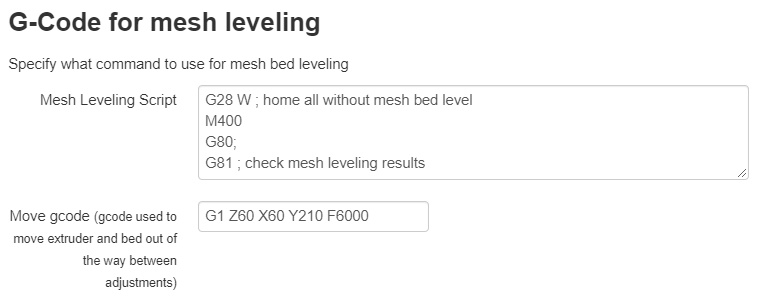 G-Code for mesh leveling
Specify what command to use for mesh bed leveling
Mesh Leveling Script
G28 W ; home all without mesh bed level
M400
G80;
G81 ; check mesh leveling results
Move gcode (gcode used to
move extruder and bed out of
the way between
adjustments)
G1 Z60 X60 Y210 F6000